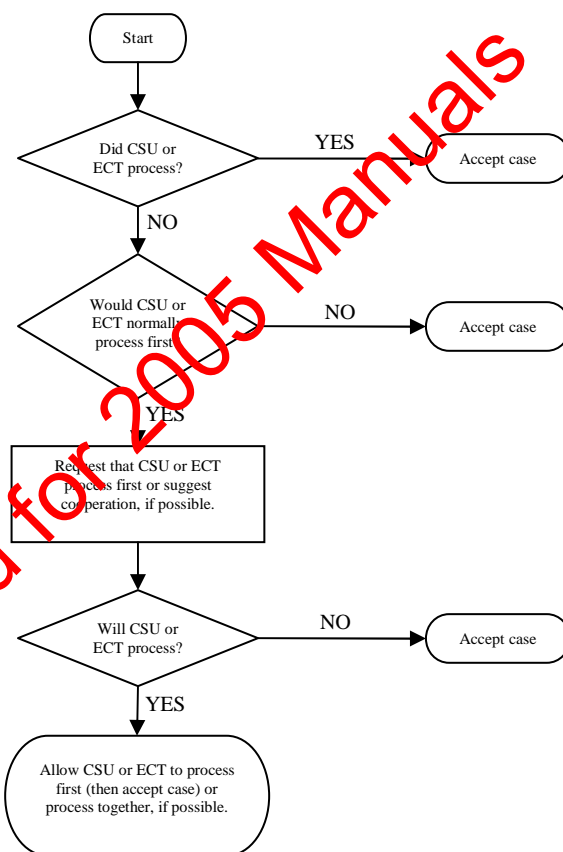 Start
Did CSU or
ECT process?
YES
Accept case
NO
Would CSU or
ECT normally
process first
NO
Accept case
YES
Request that CSU or ECT
process first or suggest
cooperation, if possible.
Will CSU or
ECT process?
NO
Accept case
YES
Allow CSU or ECT to process
first (then accept case) or
process together, if possible.
for 2005 Manuals